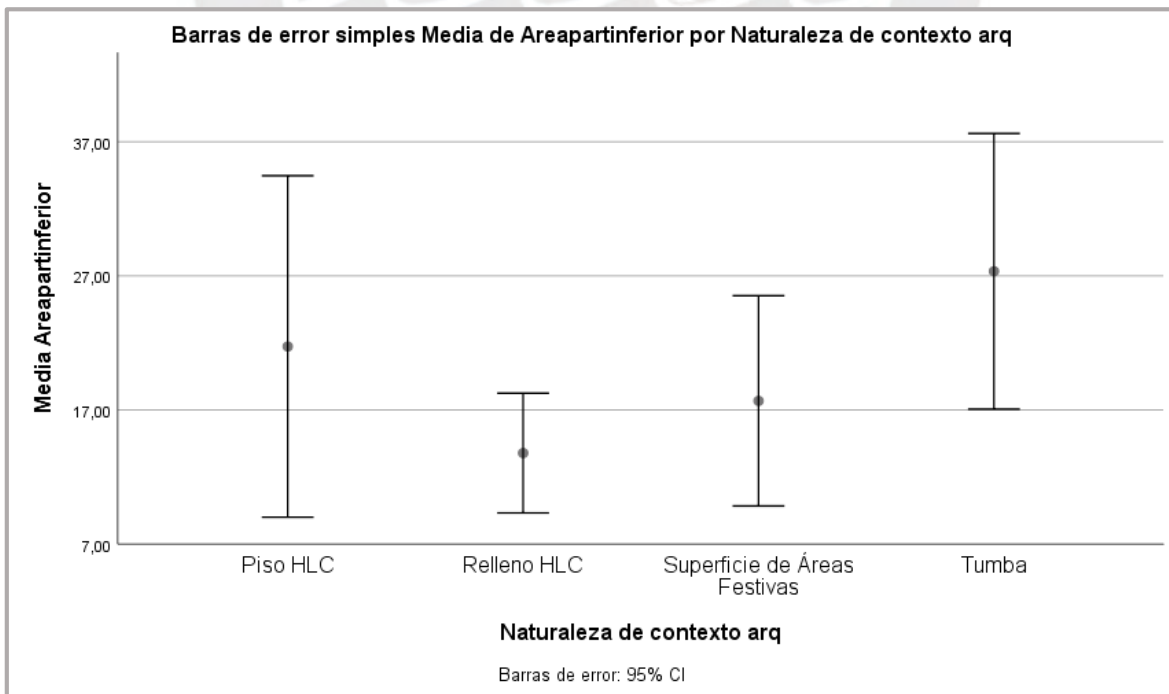 Barras de error simples Media de Areapartinferior por Naturaleza de contexto arq
Media Areapartinferior
37,00
27,00
17,00
7,00
Piso HLC
Relleno HLC
Superficie de Áreas
Festivas
Tumba
Naturaleza de contexto arq
Barras de error: 95% CI